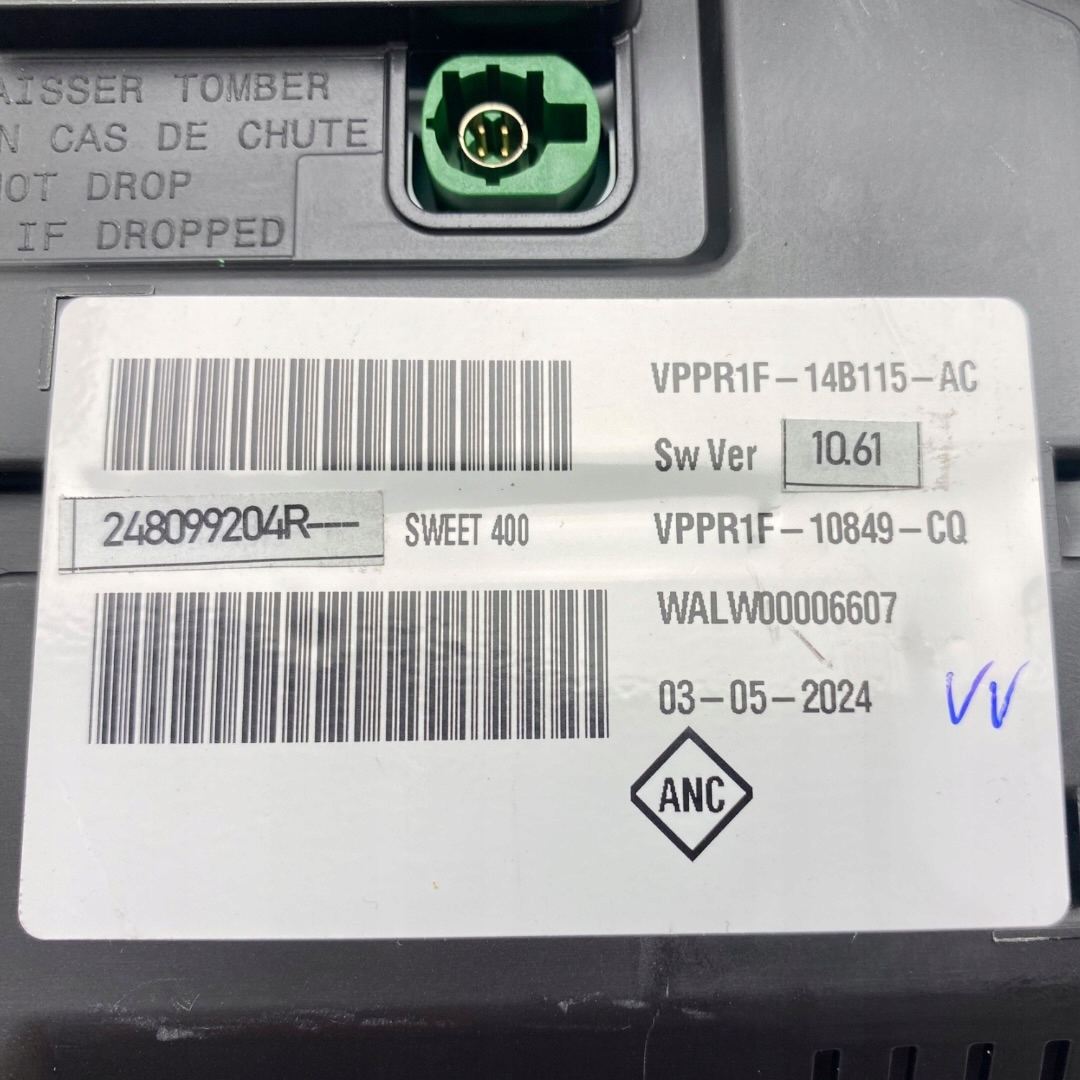 AISSER TOMBER
N CAS DE CHUTE
NOT DROP
IF DROPPED
VPPR1F-14B115-AC
Sw Ver 10.61
248099204R---- SWEET 400 VPPR1F-10849-CQ
WALW00006607
03-05-2024
VV
ANC